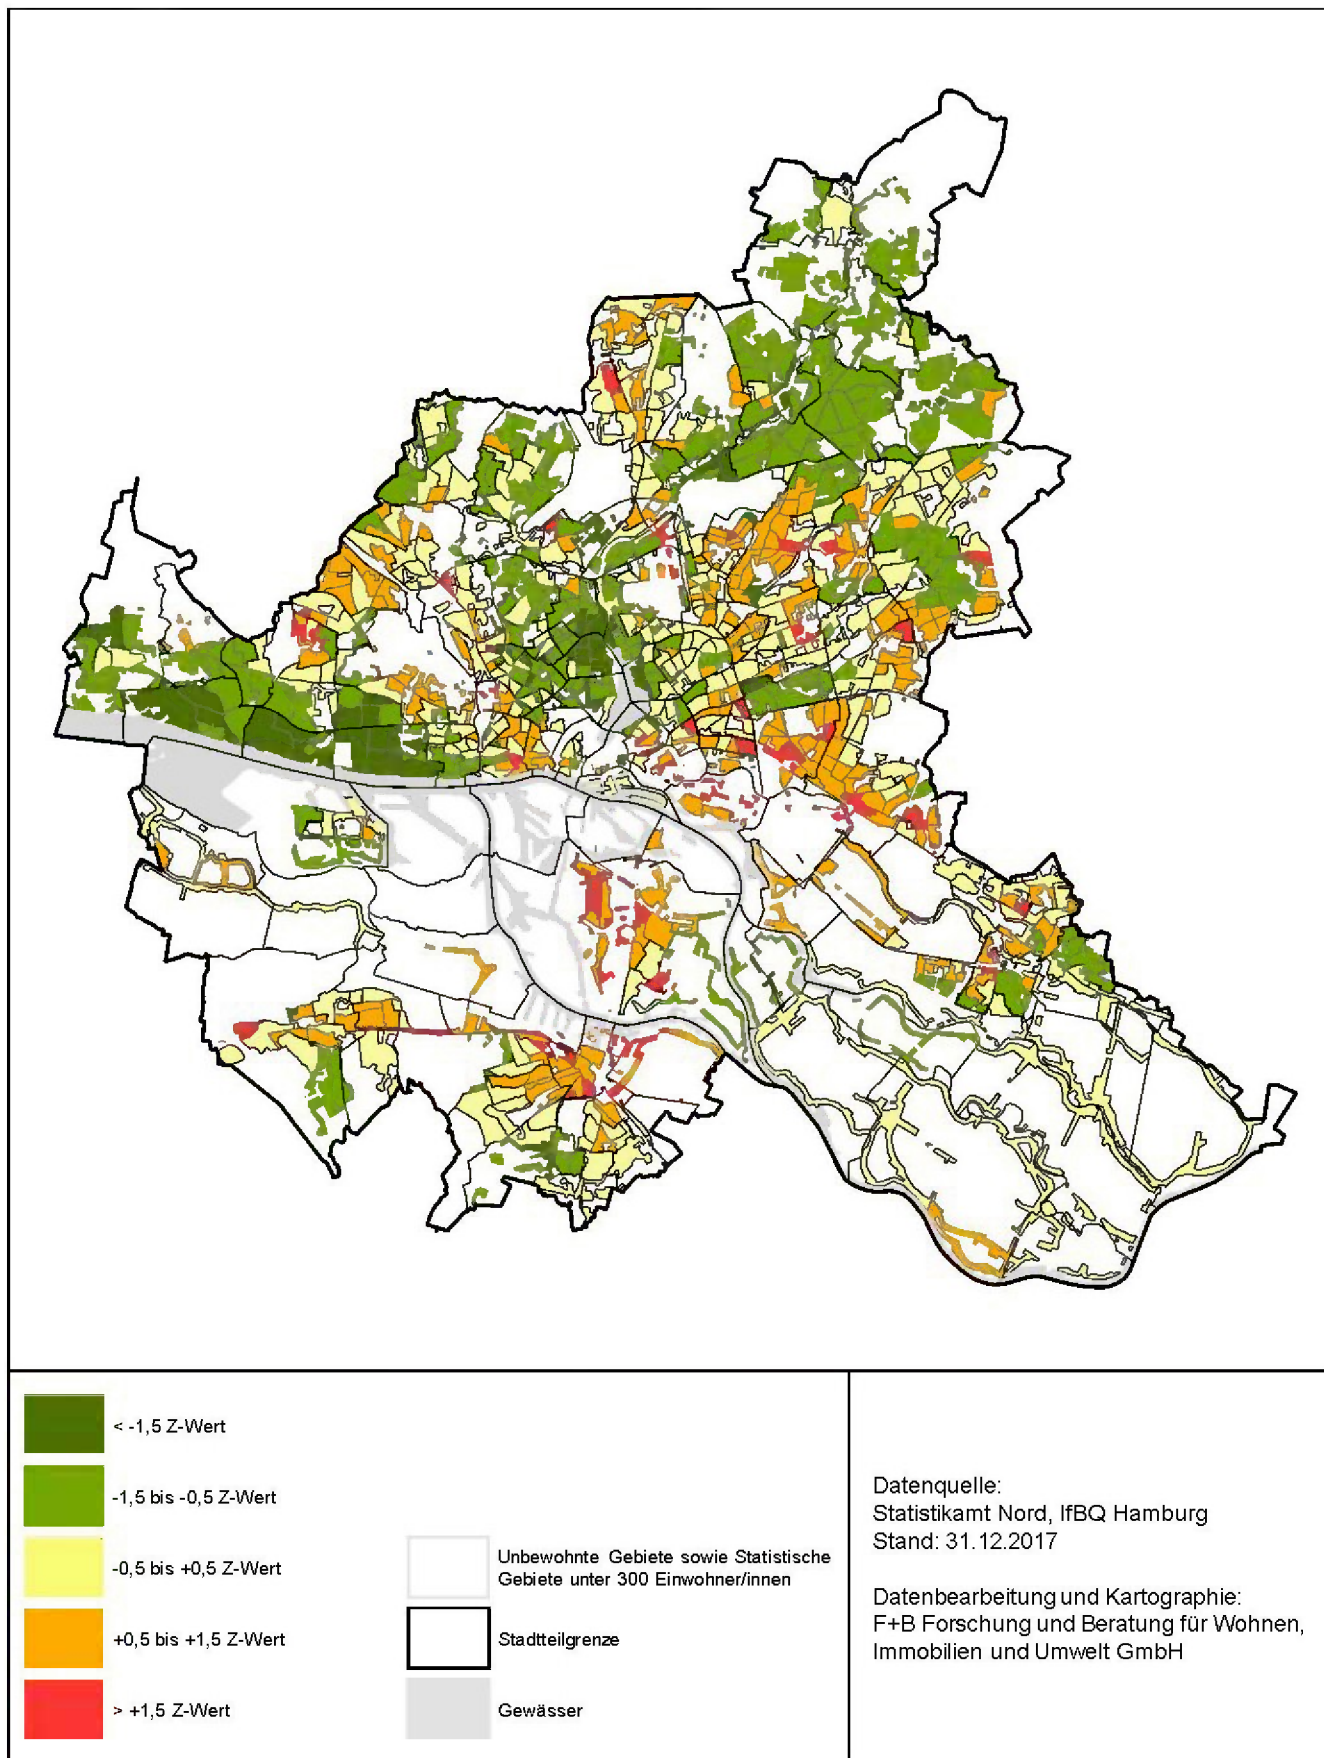 < -1,5 Z-Wert
-1,5 bis -0,5 Z-Wert
-0,5 bis +0,5 Z-Wert
+0,5 bis +1,5 Z-Wert
> +1,5 Z-Wert
Unbewohnte Gebiete sowie Statistische
Gebiete unter 300 Einwohner/innen
Stadtteilgrenze
Gewässer
Datenquelle:
Statistikamt Nord, IfBQ Hamburg
Stand: 31.12.2017
Datenbearbeitung und Kartographie:
F+B Forschung und Beratung für Wohnen,
Immobilien und Umwelt GmbH